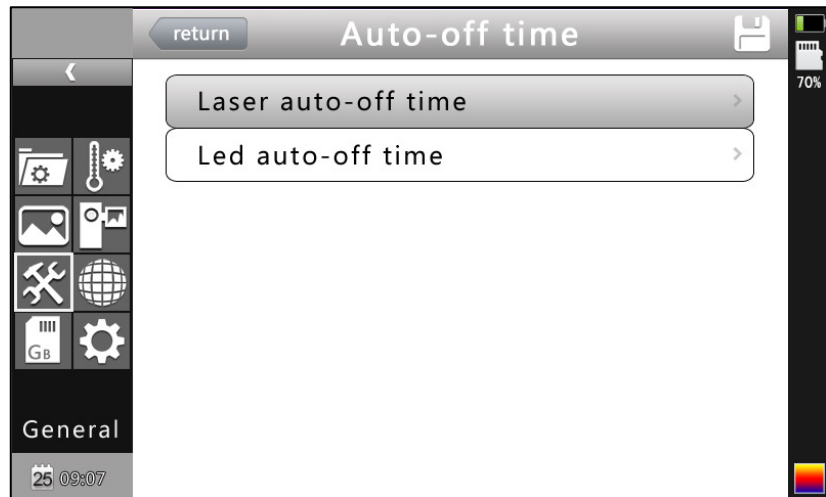 return
Auto-off time
70%
Laser auto-off time
Led auto-off time
GB
General
25 09:07